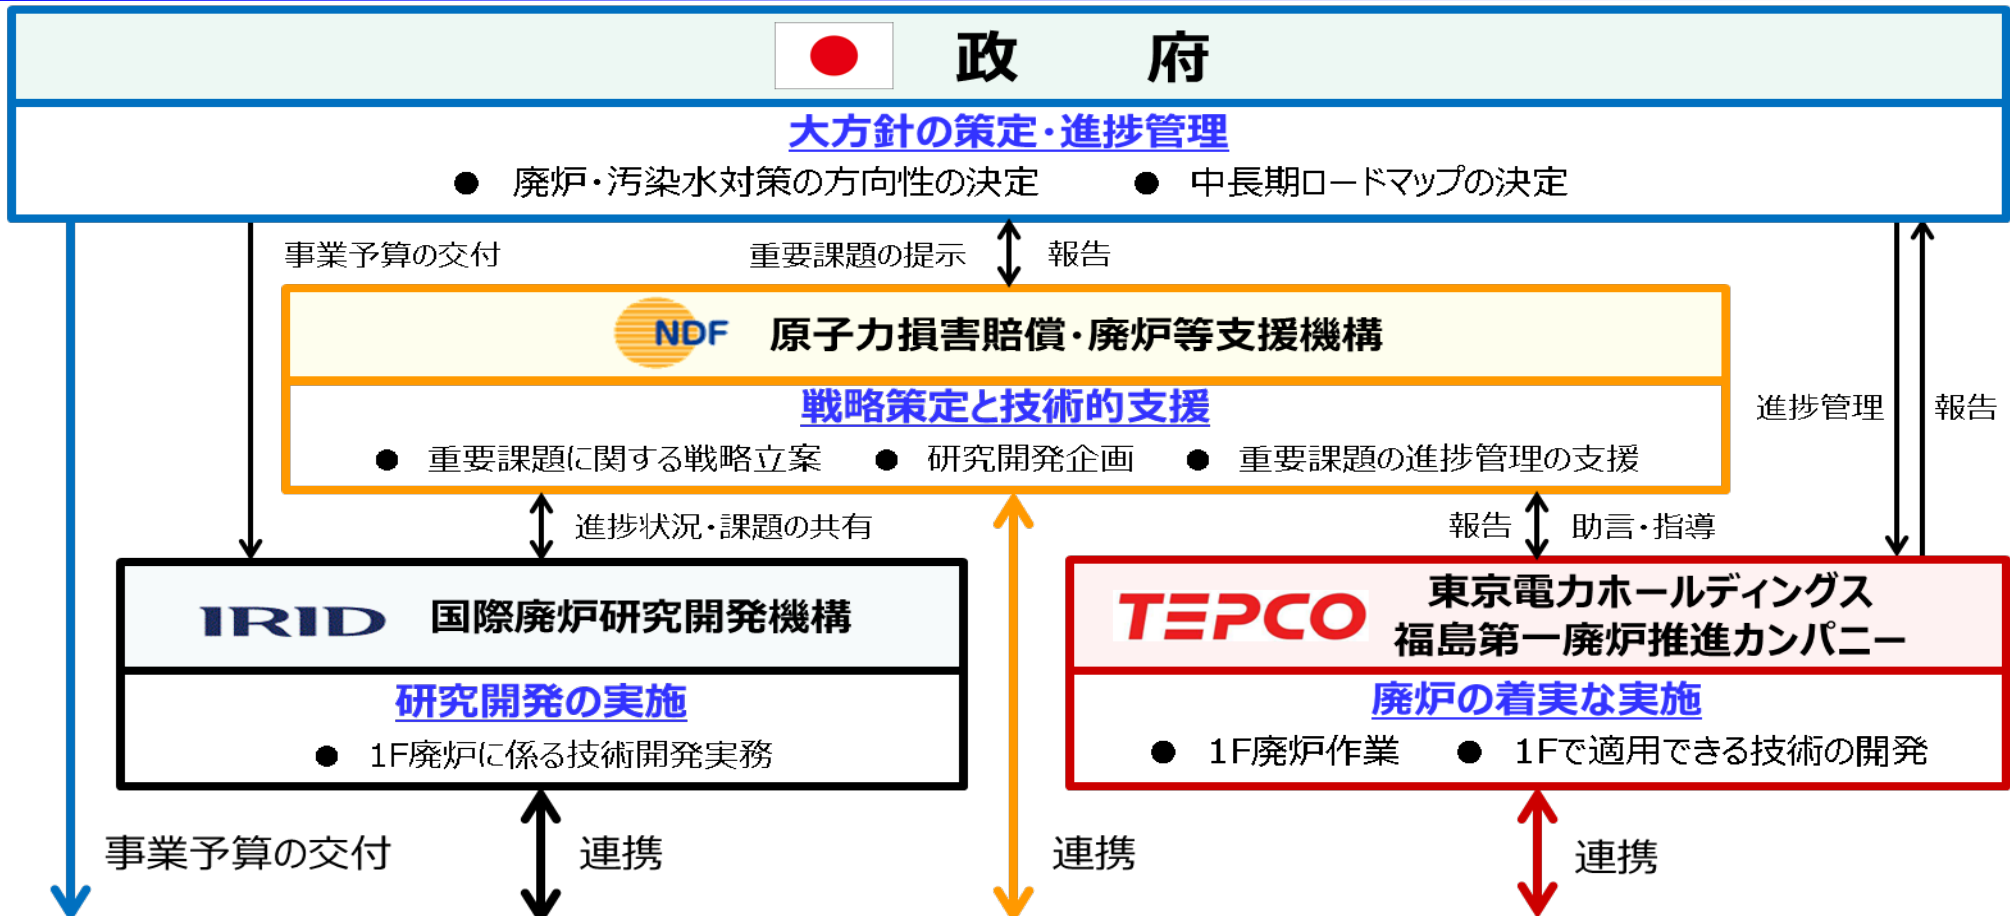 政　府
大方針の策定・進捗管理
● 廃炉・汚染水対策の方向性の決定 ● 中長期ロードマップの決定
事業予算の交付 重要課題の提示 報告
NDF 原子力損害賠償・廃炉等支援機構
戦略策定と技術的支援
● 重要課題に関する戦略立案 ● 研究開発企画 ● 重要課題の進捗管理の支援
進捗管理 報告
進捗状況・課題の共有 報告 助言・指導
IRID 国際廃炉研究開発機構
研究開発の実施
● 1F廃炉に係る技術開発実務
TEPCO 東京電力ホールディングス
福島第一廃炉推進カンパニー
廃炉の着実な実施
● 1F廃炉作業 ● 1Fで適用できる技術の開発
事業予算の交付 連携 連携 連携